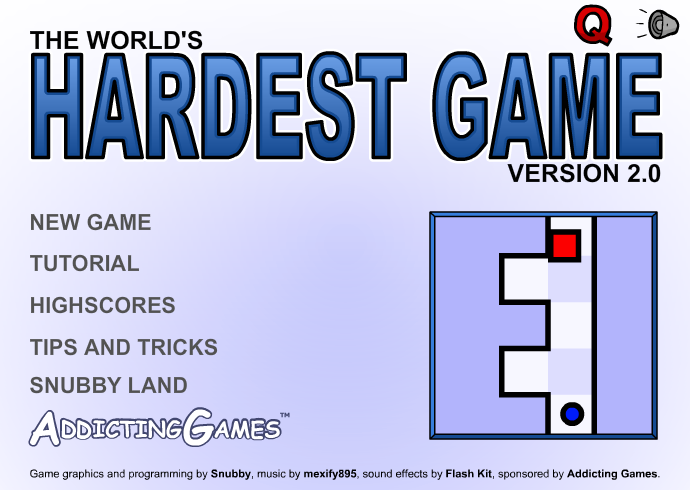 Q
THE WORLD'S
HARDEST GAME
VERSION 2.0
NEW GAME
TUTORIAL
HIGHSCORES
TIPS AND TRICKS
SNUBBY LAND
ADDICTINGGAMES™
Game graphics and programming by Snubby, music by mexify895, sound effects by Flash Kit, sponsored by Addicting Games.